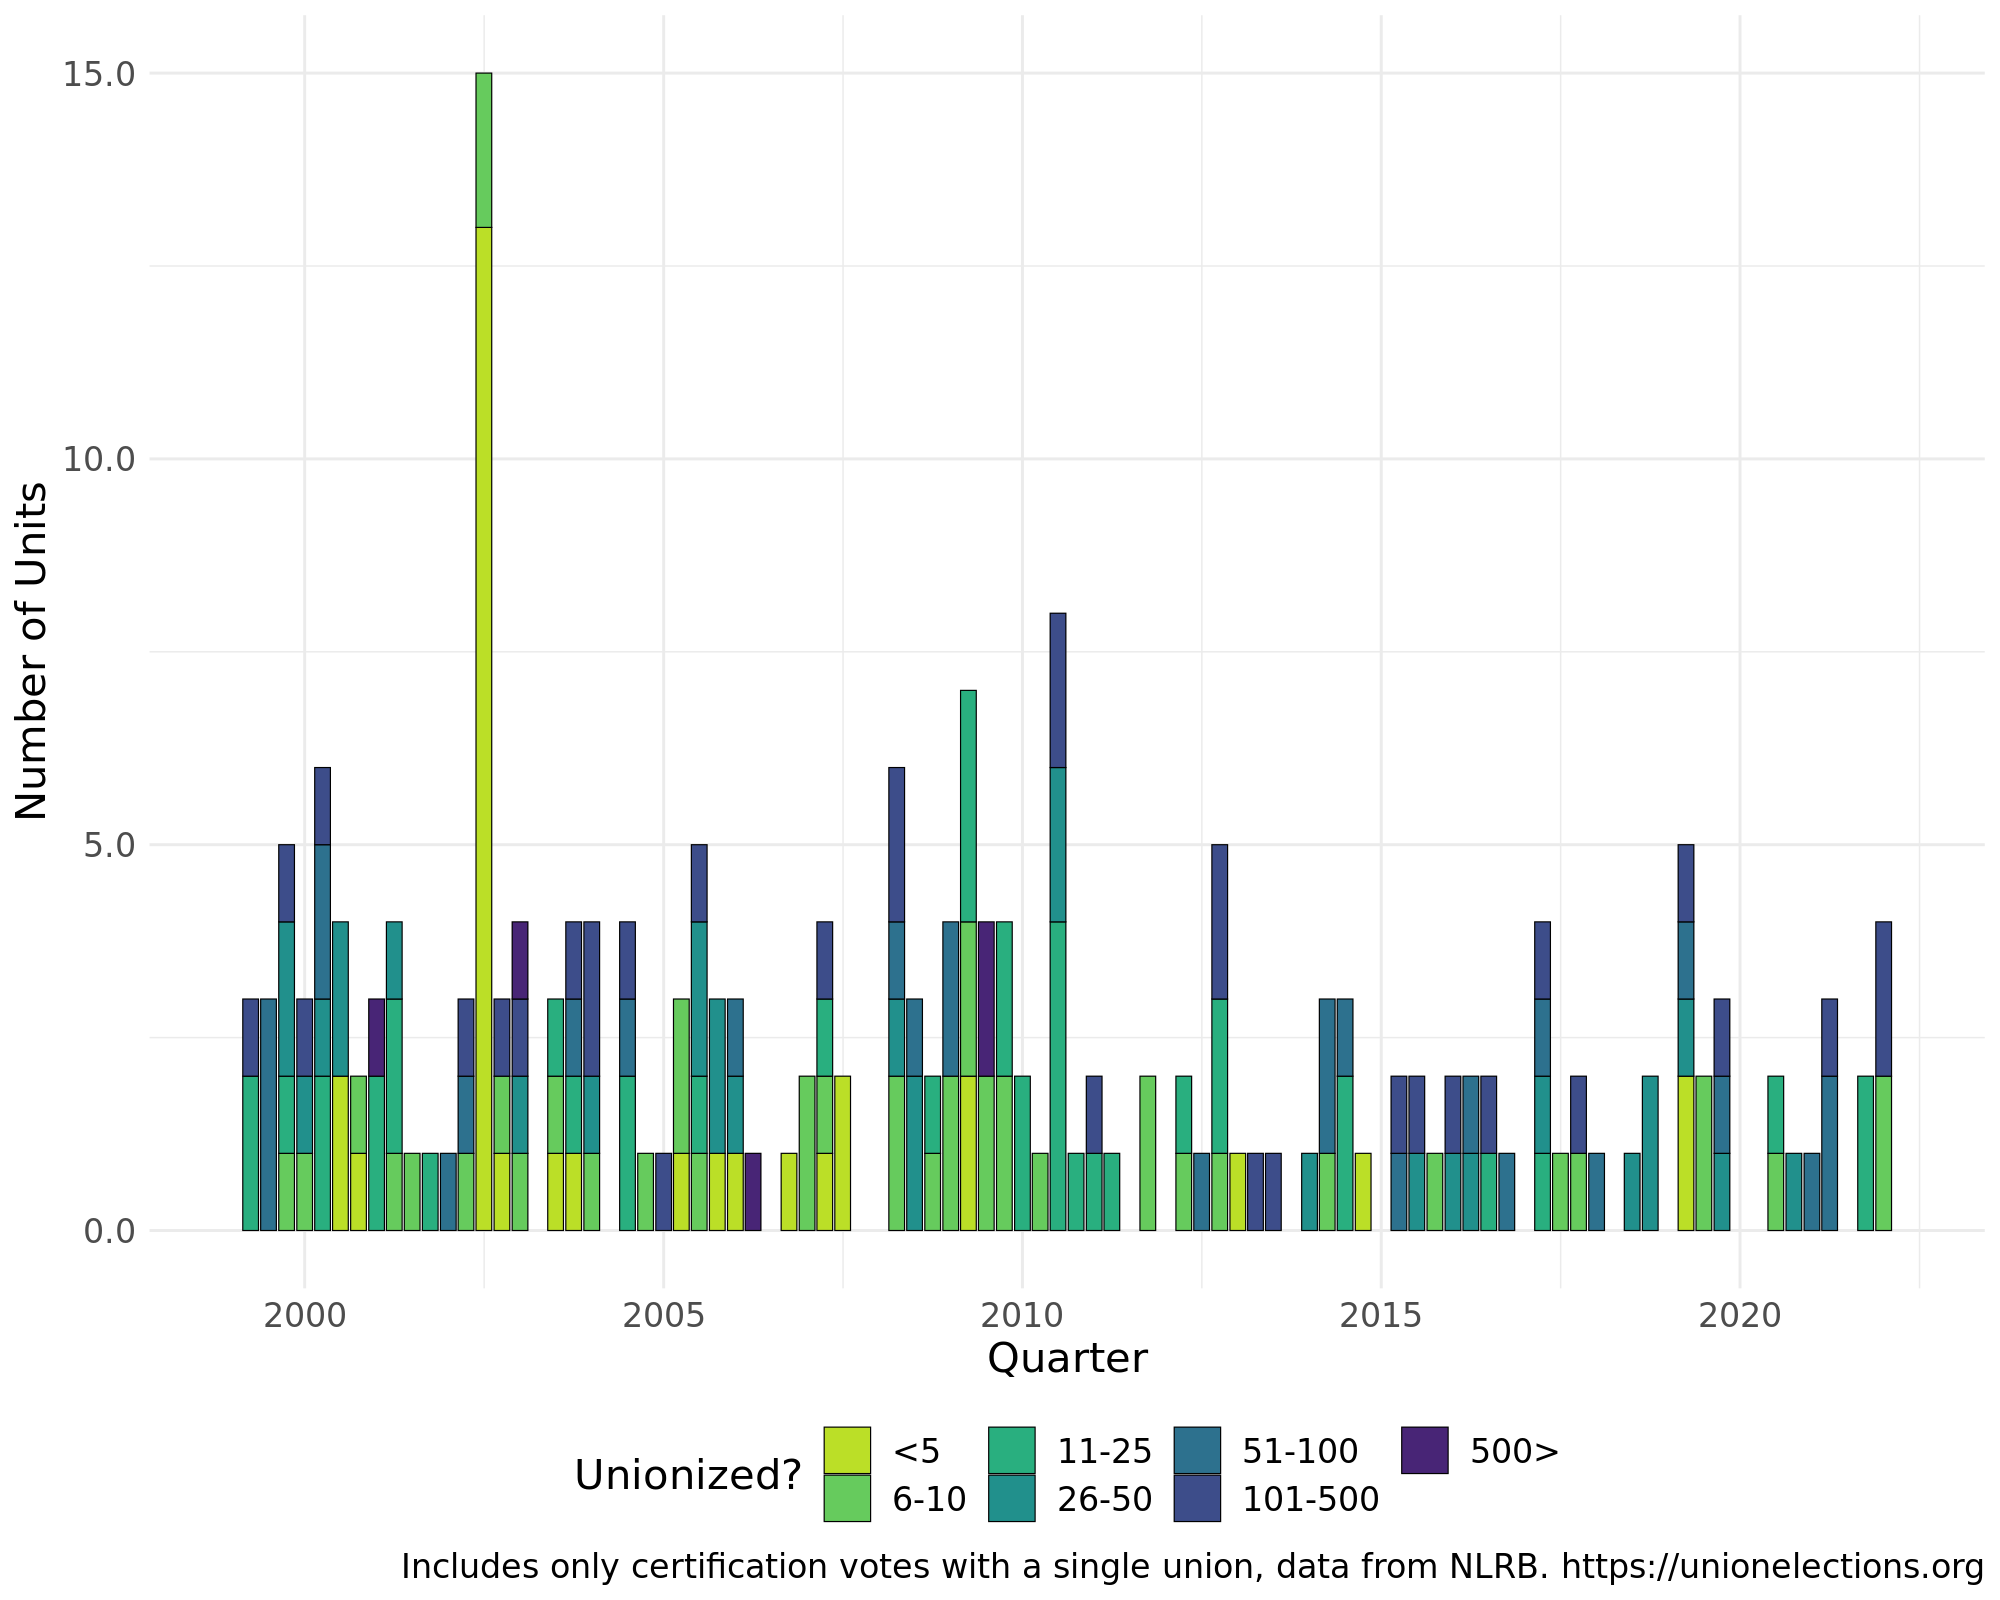 15.0
10.0
5.0
0.0
Number of Units
2000 2005 2010 2015 2020
Quarter
Unionized?
<5 11-25 51-100 500>
6-10 26-50 101-500
Includes only certification votes with a single union, data from NLRB. https://unionelections.org